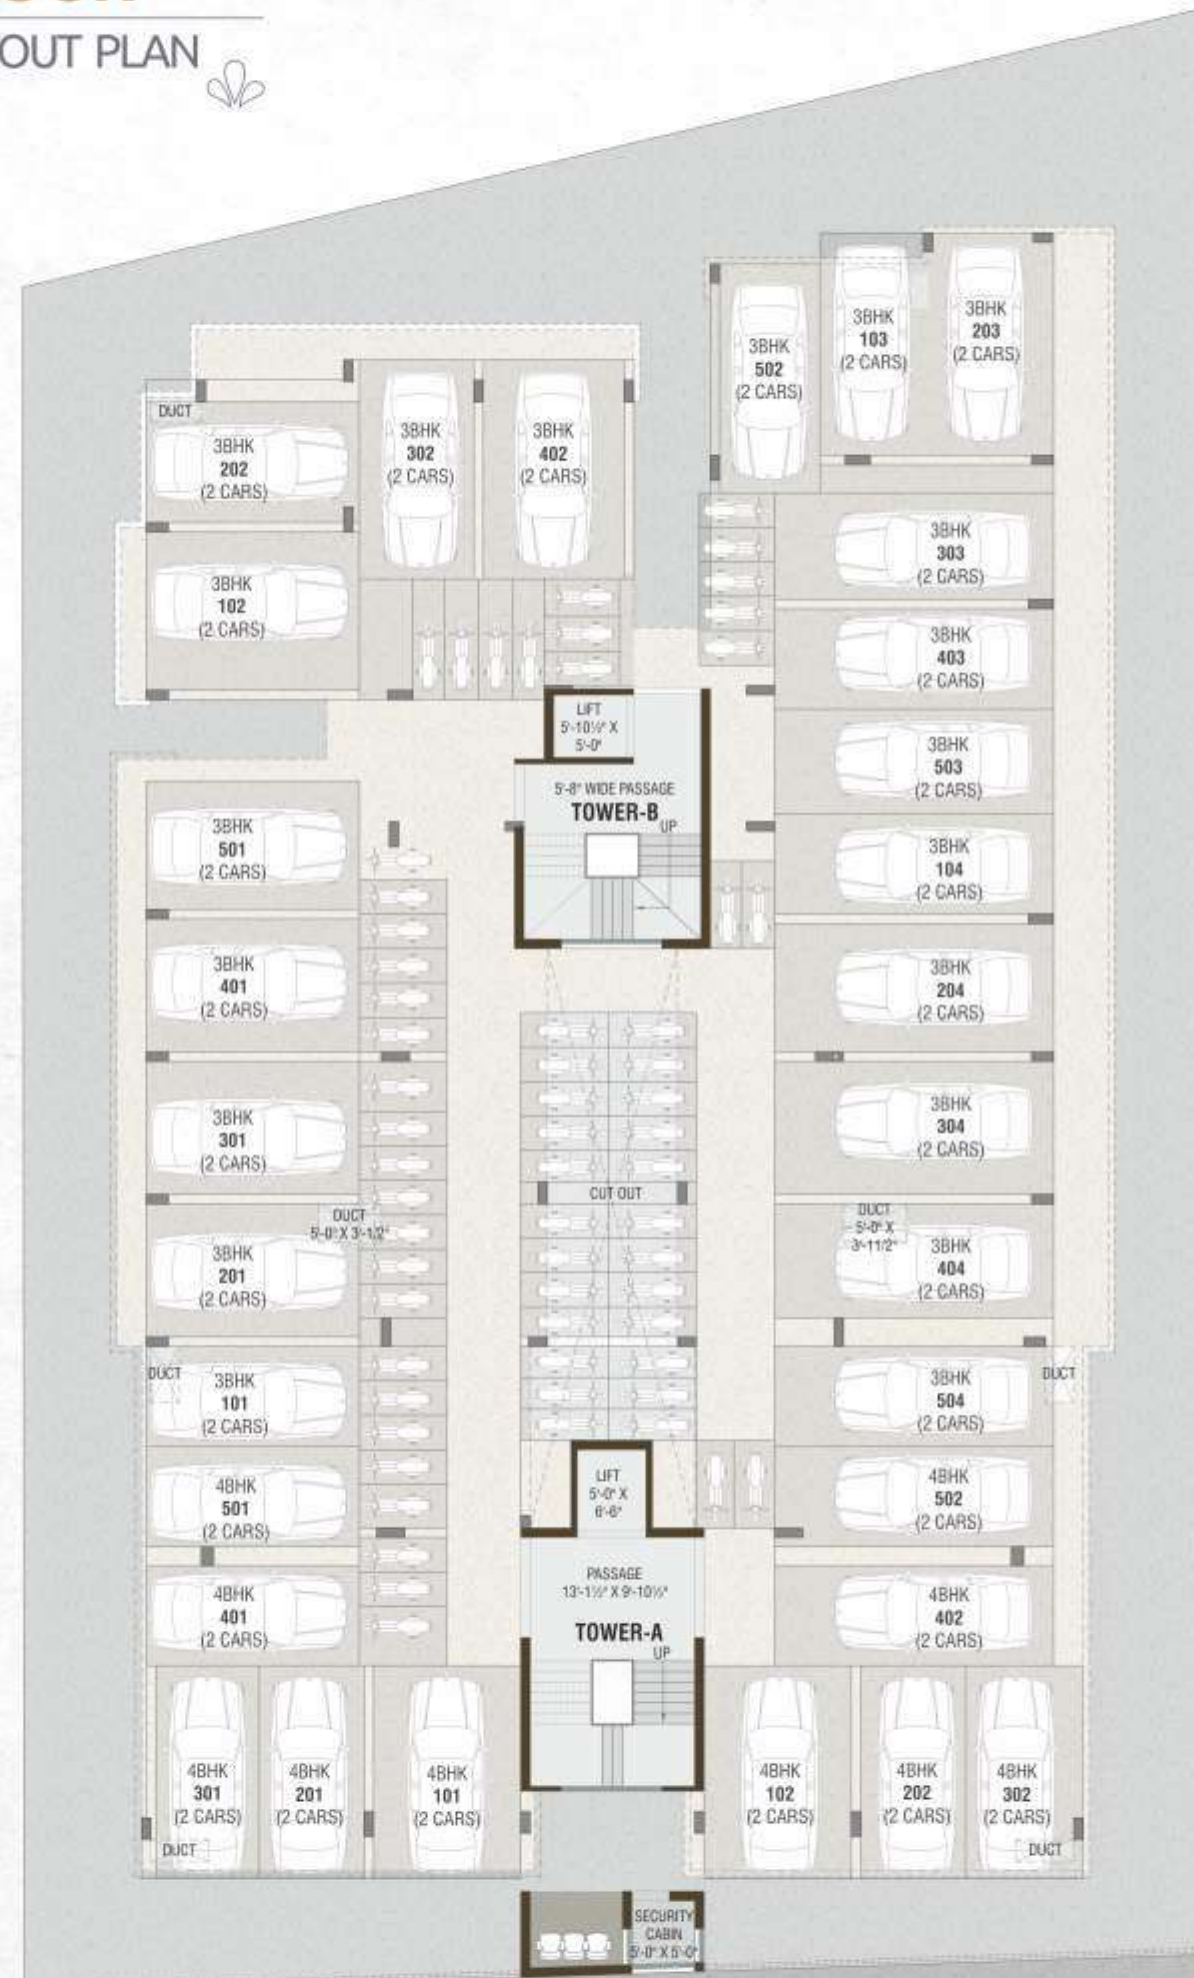 OUT PLAN
3BHK
103
(2 CARS)
3BHK
203
(2 CARS)
3BHK
502
(2 CARS)
DUCT
3BHK
202
(2 CARS)
3BHK
302
(2 CARS)
3BHK
402
(2 CARS)
3BHK
102
(2 CARS)
3BHK
303
(2 CARS)
3BHK
403
(2 CARS)
LIFT
5'-10½" X
5'-0"
5'-8" WIDE PASSAGE
TOWER-B
UP
3BHK
503
(2 CARS)
3BHK
501
(2 CARS)
3BHK
104
(2 CARS)
3BHK
401
(2 CARS)
3BHK
204
(2 CARS)
3BHK
301
(2 CARS)
3BHK
304
(2 CARS)
CUT OUT
DUCT
5'-0" X 3'-1/2"
3BHK
201
(2 CARS)
DUCT
5'-0" X
3'-11/2"
3BHK
404
(2 CARS)
DUCT
3BHK
101
(2 CARS)
3BHK
504
(2 CARS)
DUCT
4BHK
501
(2 CARS)
LIFT
5'-0" X
6'-6"
4BHK
502
(2 CARS)
4BHK
401
(2 CARS)
PASSAGE
13'-1½" X 9'-10½"
TOWER-A
UP
4BHK
402
(2 CARS)
4BHK
301
(2 CARS)
DUCT
4BHK
201
(2 CARS)
4BHK
101
(2 CARS)
4BHK
102
(2 CARS)
4BHK
202
(2 CARS)
4BHK
302
(2 CARS)
DUCT
SECURITY
CABIN
5'-0" X 5'-0"